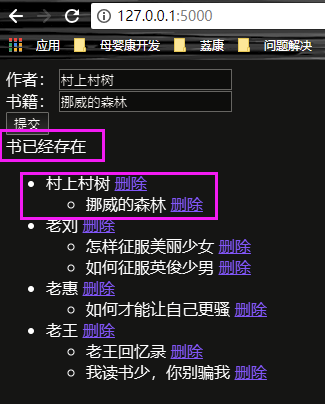 127.0.0.1:5000
应用 母婴康开发 荔康 问题解决
作者： 村上村树
书籍： 挪威的森林
提交
书已经存在
村上村树 删除
挪威的森林 删除
老刘 删除
怎样征服美丽少女 删除
如何征服英俊少男 删除
老惠 删除
如何才能让自己更骚 删除
老王 删除
老王回忆录 删除
我读书少，你别骗我 删除